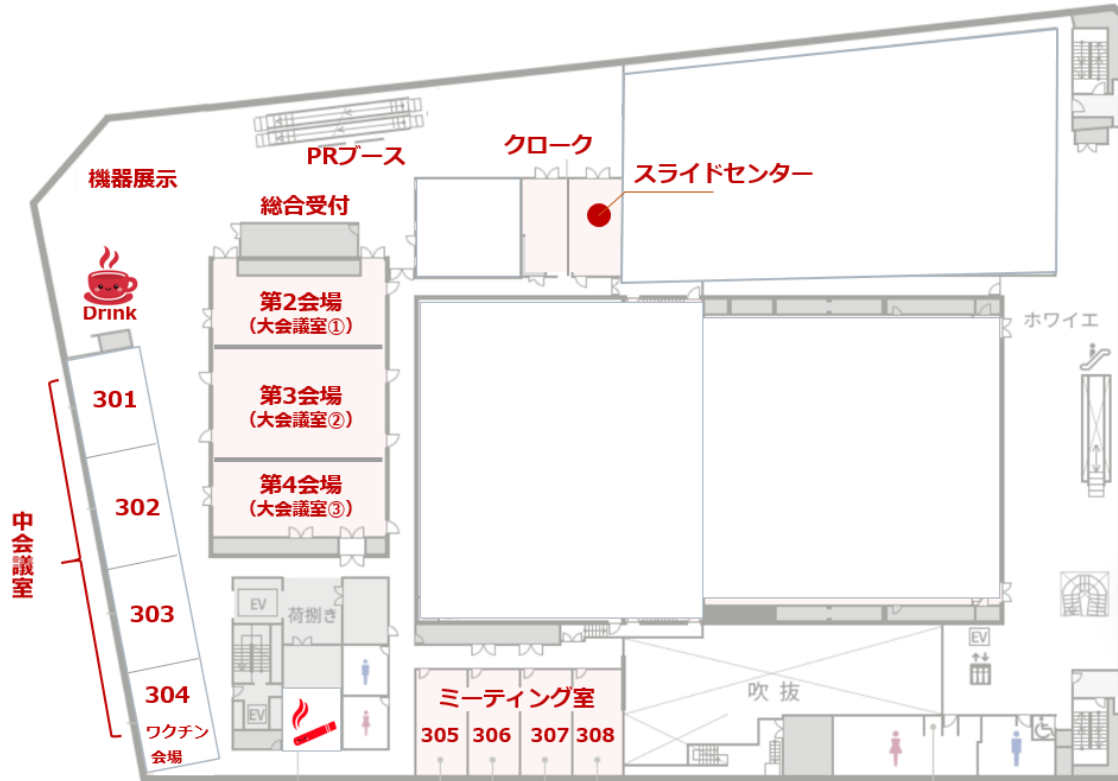 PRブース
クローク
スライドセンター
機器展示
総合受付
Drink
第2会場
(大会議室①)
ホワイエ
301
第3会場
(大会議室②)
第4会場
(大会議室③)
302
中会議室
303
EV
荷捌き
EV
304
ワクチン
会場
EV
吹抜
ミーティング室
305
306
307
308